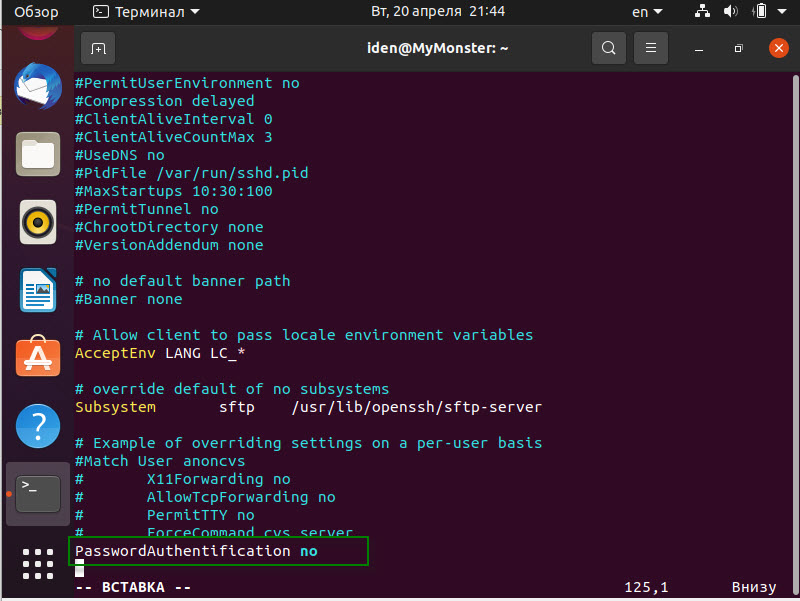 Обзор Терминал Вт, 20 апреля 21:44 en
iden@MyMonster: ~
#PermitUserEnvironment no
#Compression delayed
#ClientAliveInterval 0
#ClientAliveCountMax 3
#UseDNS no
#PidFile /var/run/sshd.pid
#MaxStartups 10:30:100
#PermitTunnel no
#ChrootDirectory none
#VersionAddendum none
# no default banner path
#Banner none
# Allow client to pass locale environment variables
AcceptEnv LANG LC_*
# override default of no subsystems
Subsystem sftp /usr/lib/openssh/sftp-server
# Example of overriding settings on a per-user basis
#Match User anoncvs
# X11Forwarding no
# AllowTcpForwarding no
# PermitTTY no
# ForceCommand cvs server
PasswordAuthentification no
-- ВСТАВКА -- 125,1 Внизу